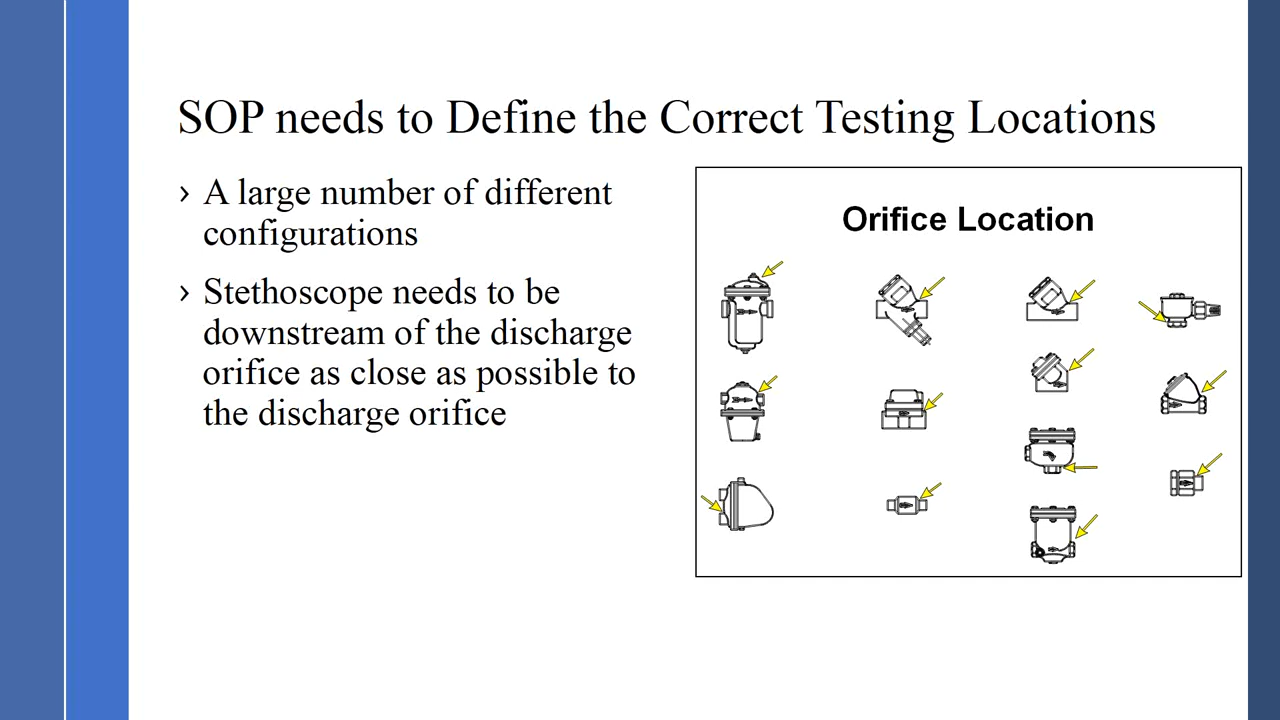 SOP needs to Define the Correct Testing Locations
› A large number of different
configurations
› Stethoscope needs to be
downstream of the discharge
orifice as close as possible to
the discharge orifice
Orifice Location